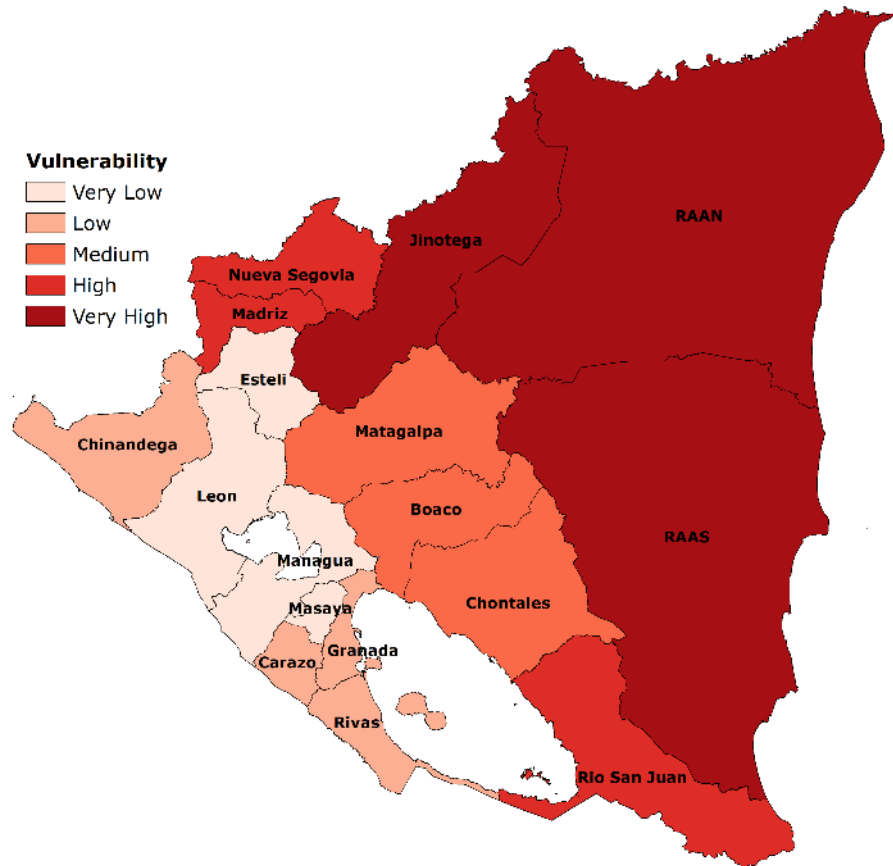 Vulnerability
Very Low
Low
Medium
High
Very High
RAAN
Jinotega
Nueva Segovia
Madriz
Esteli
Matagalpa
Chinandega
Leon
Boaco
RAAS
Managua
Chontales
Masaya
Granada
Carazo
Rivas
Rio San Juan